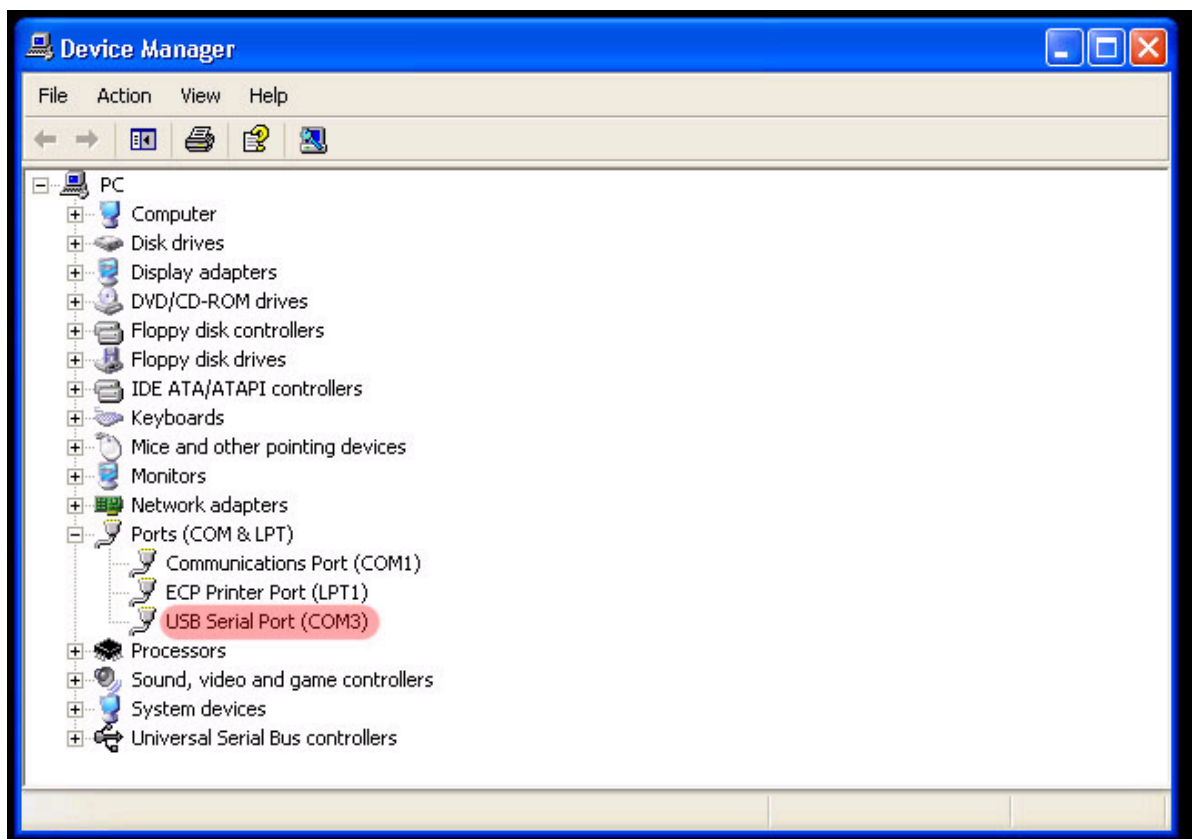 Device Manager
File Action View Help
PC
Computer
Disk drives
Display adapters
DVD/CD-ROM drives
Floppy disk controllers
Floppy disk drives
IDE ATA/ATAPI controllers
Keyboards
Mice and other pointing devices
Monitors
Network adapters
Ports (COM & LPT)
Communications Port (COM1)
ECP Printer Port (LPT1)
USB Serial Port (COM3)
Processors
Sound, video and game controllers
System devices
Universal Serial Bus controllers